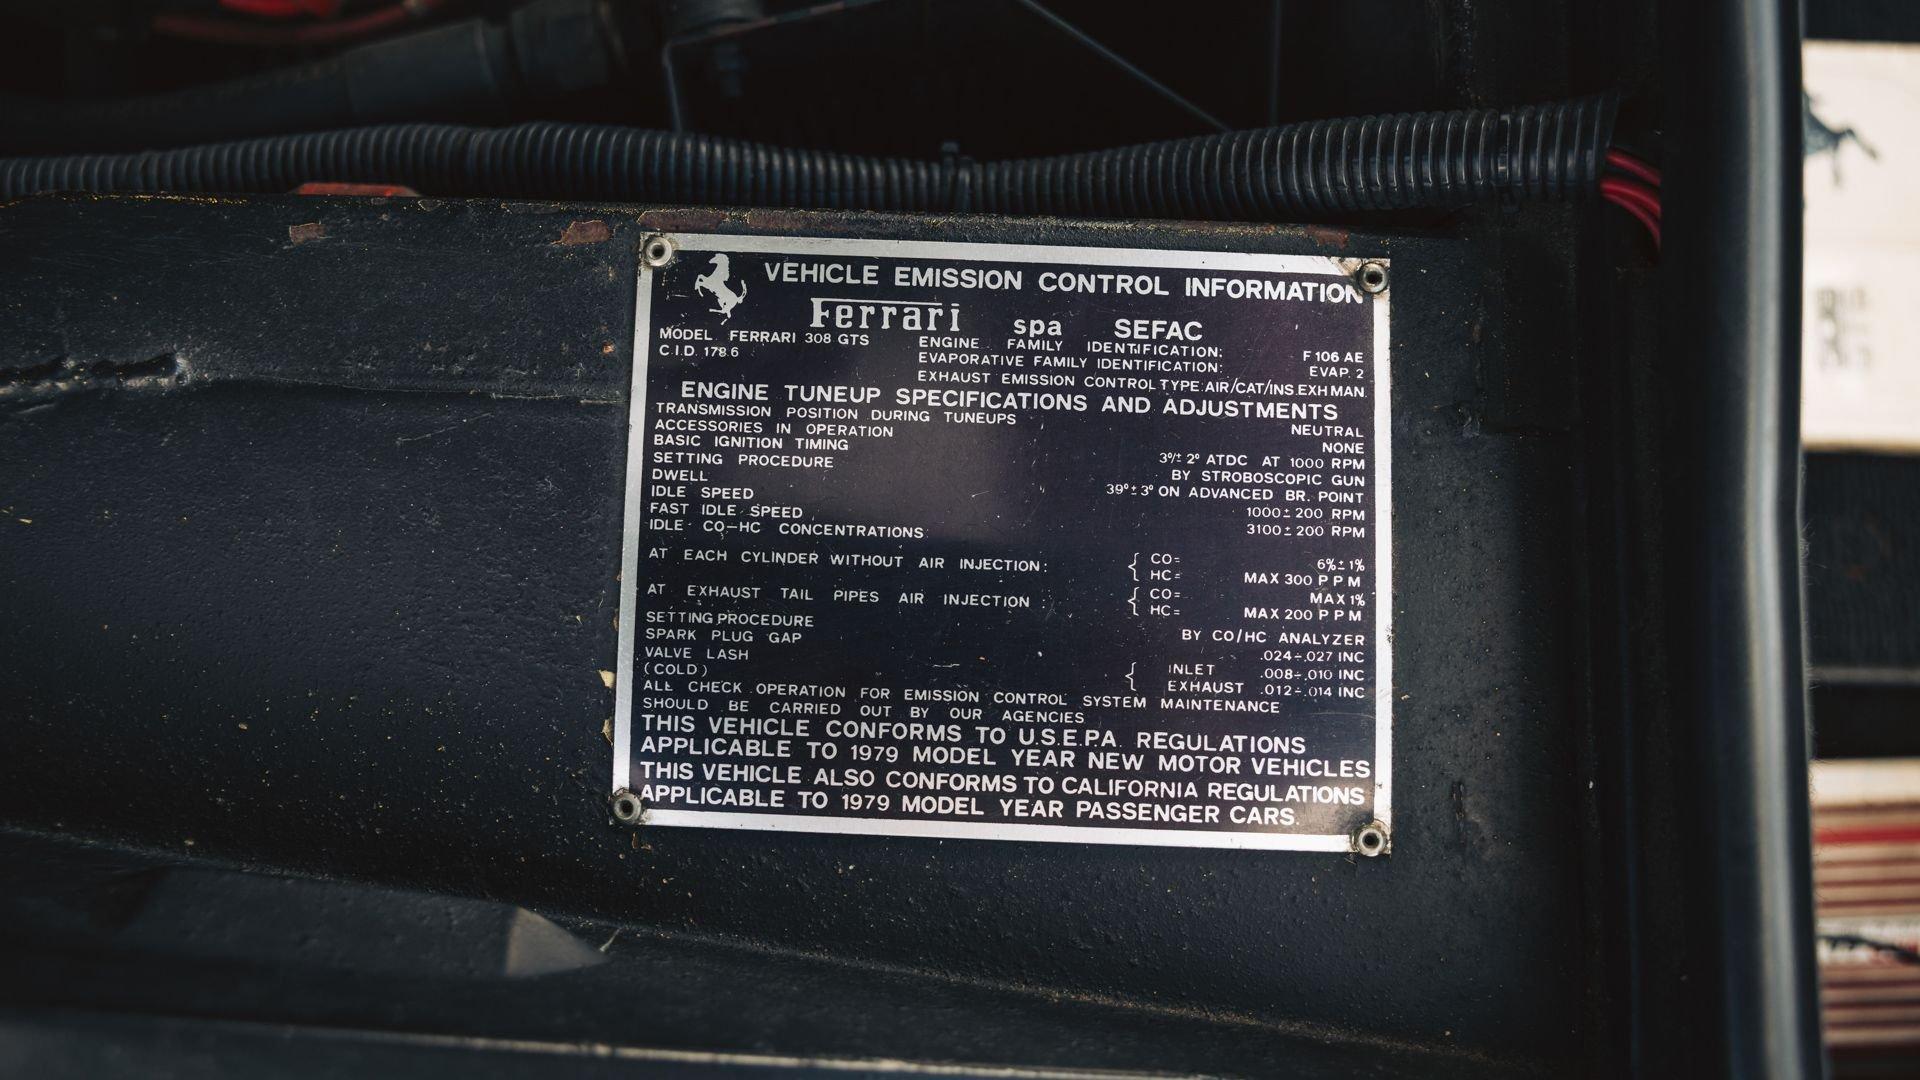 VEHICLE EMISSION CONTROL INFORMATION
Ferrari spa SEFAC
MODEL. FERRARI 308 GTS
C.I.D. 178.6
ENGINE FAMILY IDENTIFICATION: F 106 AE
EVAPORATIVE FAMILY IDENTIFICATION: EVAP. 2
EXHAUST EMISSION CONTROL TYPE: AIR/CAT/INS.EXH MAN.
ENGINE TUNEUP SPECIFICATIONS AND ADJUSTMENTS
TRANSMISSION POSITION DURING TUNEUPS NEUTRAL
ACCESSORIES IN OPERATION NONE
BASIC IGNITION TIMING 3°/± 2° ATDC AT 1000 RPM
SETTING PROCEDURE BY STROBOSCOPIC GUN
DWELL 39°± 3° ON ADVANCED BR. POINT
IDLE SPEED 1000± 200 RPM
FAST IDLE SPEED 3100± 200 RPM
IDLE CO–HC CONCENTRATIONS:
AT EACH CYLINDER WITHOUT AIR INJECTION: { CO= 6%± 1%
HC= MAX 300 P P M
AT EXHAUST TAIL PIPES AIR INJECTION : { CO= MAX 1%
HC= MAX 200 P P M
SETTING PROCEDURE BY CO/HC ANALYZER
SPARK PLUG GAP .024÷.027 INC
VALVE LASH { INLET .008÷.010 INC
(COLD) EXHAUST .012÷.014 INC
ALL CHECK OPERATION FOR EMISSION CONTROL SYSTEM MAINTENANCE
SHOULD BE CARRIED OUT BY OUR AGENCIES
THIS VEHICLE CONFORMS TO U.S.E.P.A. REGULATIONS
APPLICABLE TO 1979 MODEL YEAR NEW MOTOR VEHICLES
THIS VEHICLE ALSO CONFORMS TO CALIFORNIA REGULATIONS
APPLICABLE TO 1979 MODEL YEAR PASSENGER CARS.